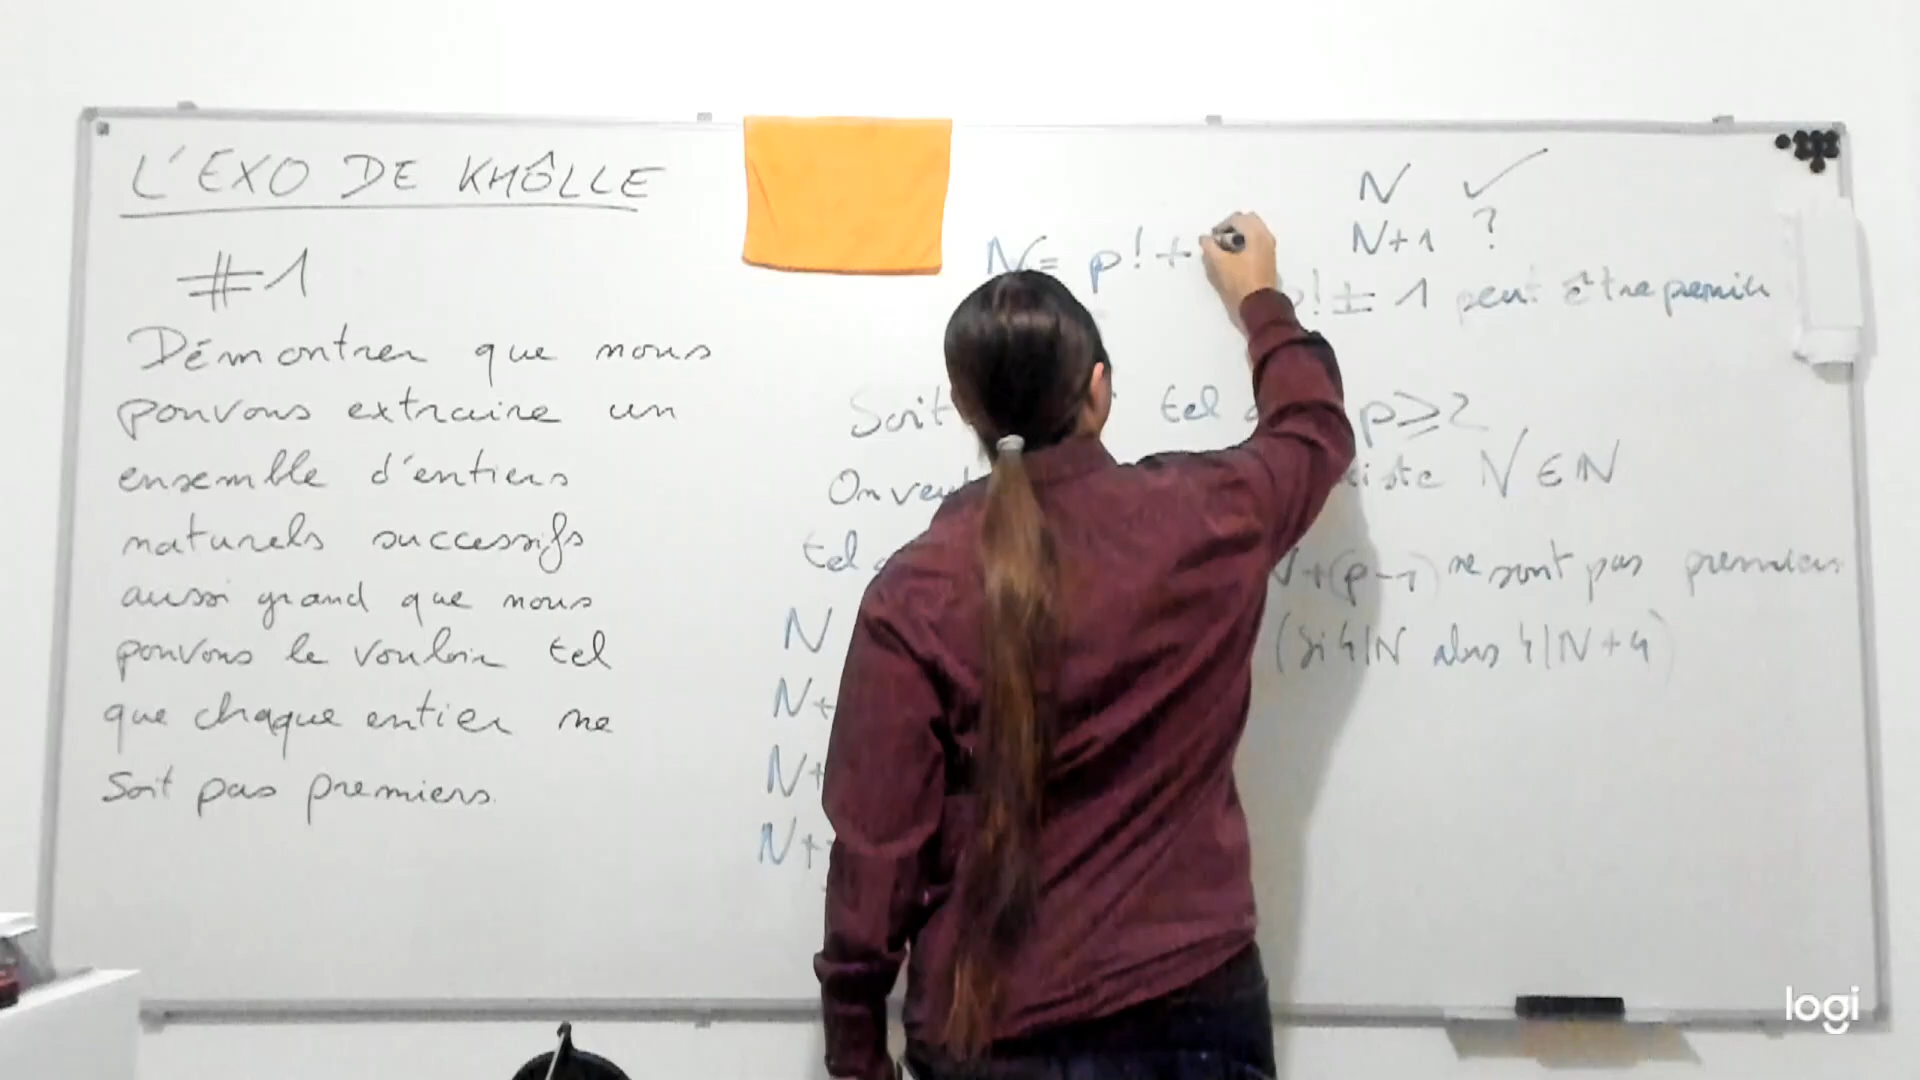 L'EXO DE KHÔLLE
#1
Démontrer que nous
pouvons extraire un
ensemble d'entiers
naturels successifs
aussi grand que nous
pouvons le vouloir tel
que chaque entier ne
Soit pas premiers.
N ✓
N+1 ?
N= p! +
p! ± 1 peut être premier
Soit tel p≥2
On veut existe N∈ℕ
tel N+(p-1) ne sont pas premiers
N (si 4|N alors 4|N+4)
N+
N+
N+
logi